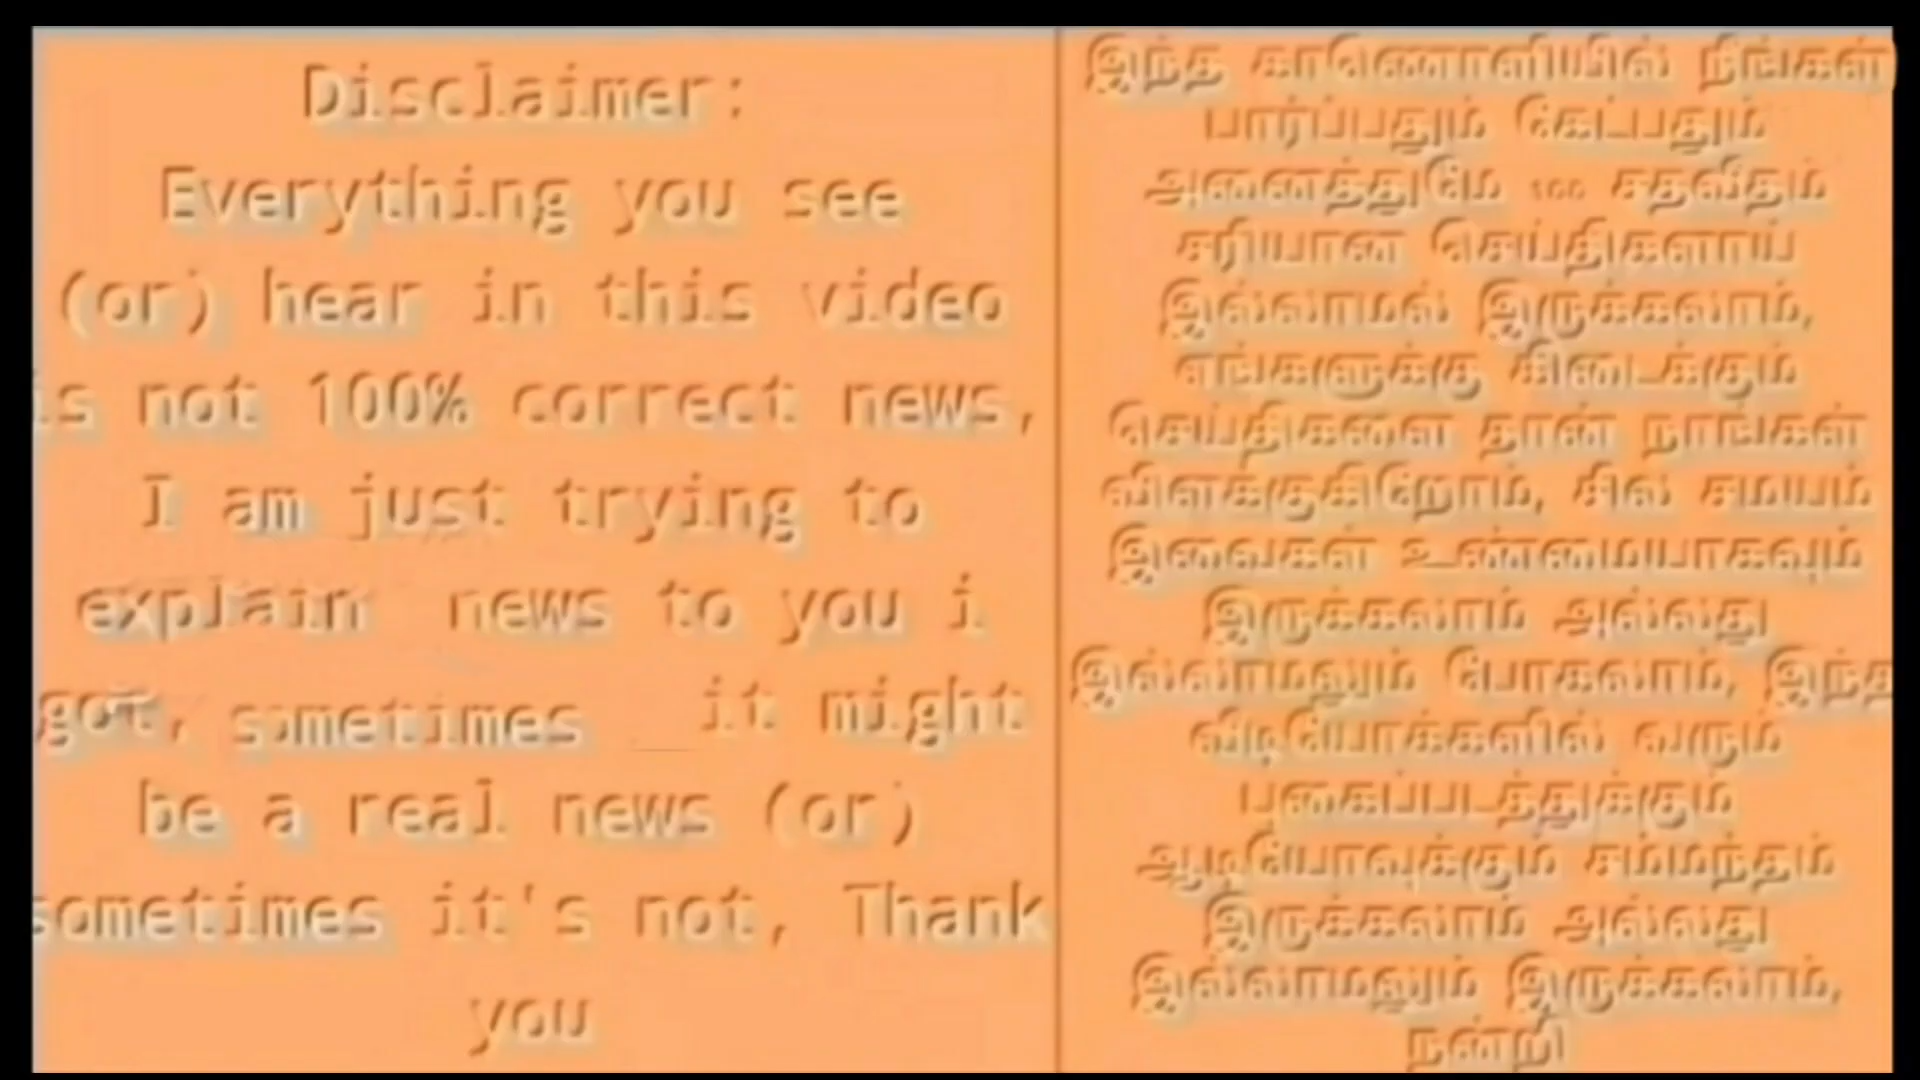 Disclaimer:
Everything you see
(or) hear in this video
is not 100% correct news,
I am just trying to
explain news to you i
got, sometimes it might
be a real news (or)
sometimes it's not, Thank
you
இந்த காணொளியில் நீங்கள்
பார்ப்பதும் கேட்பதும்
அனைத்துமே 100 சதவீதம்
சரியான செய்திகளாய்
இல்லாமல் இருக்கலாம்,
எங்களுக்கு கிடைக்கும்
செய்திகளை தான் நாங்கள்
விளக்குகிறோம், சில சமயம்
இவைகள் உண்மையாகவும்
இருக்கலாம் அல்லது
இல்லாமலும் போகலாம், இந்த
வீடியோக்களில் வரும்
புகைப்படத்துக்கும்
ஆடியோவுக்கும் சம்மந்தம்
இருக்கலாம் அல்லது
இல்லாமலும் இருக்கலாம்,
நன்றி